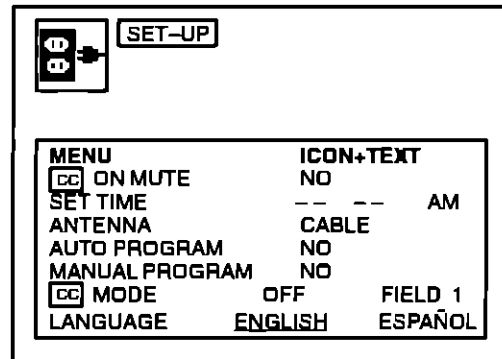 SET-UP
MENU ICON+TEXT
CC ON MUTE NO
SET TIME -- -- AM
ANTENNA CABLE
AUTO PROGRAM NO
MANUAL PROGRAM NO
CC MODE OFF FIELD 1
LANGUAGE ENGLISH ESPAÑOL